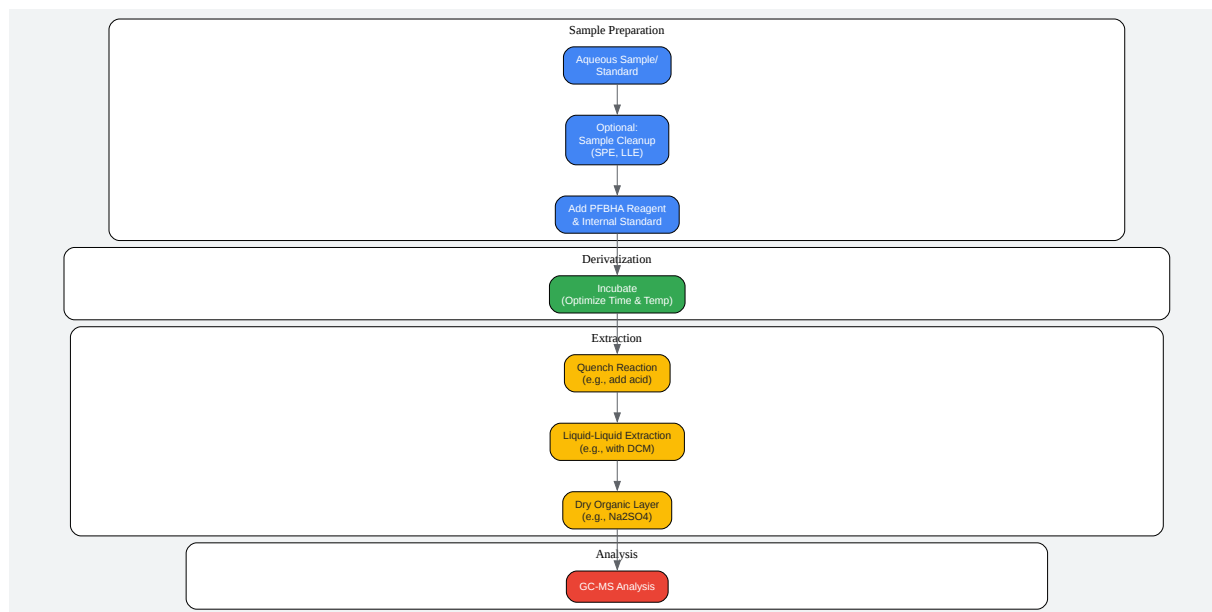 Sample Preparation
Aqueous Sample/
Standard
Optional:
Sample Cleanup
(SPE, LLE)
Add PFBHA Reagent
& Internal Standard
Derivatization
Incubate
(Optimize Time & Temp)
Extraction
Quench Reaction
(e.g., add acid)
Liquid-Liquid Extraction
(e.g., with DCM)
Dry Organic Layer
(e.g., Na2SO4)
Analysis
GC-MS Analysis